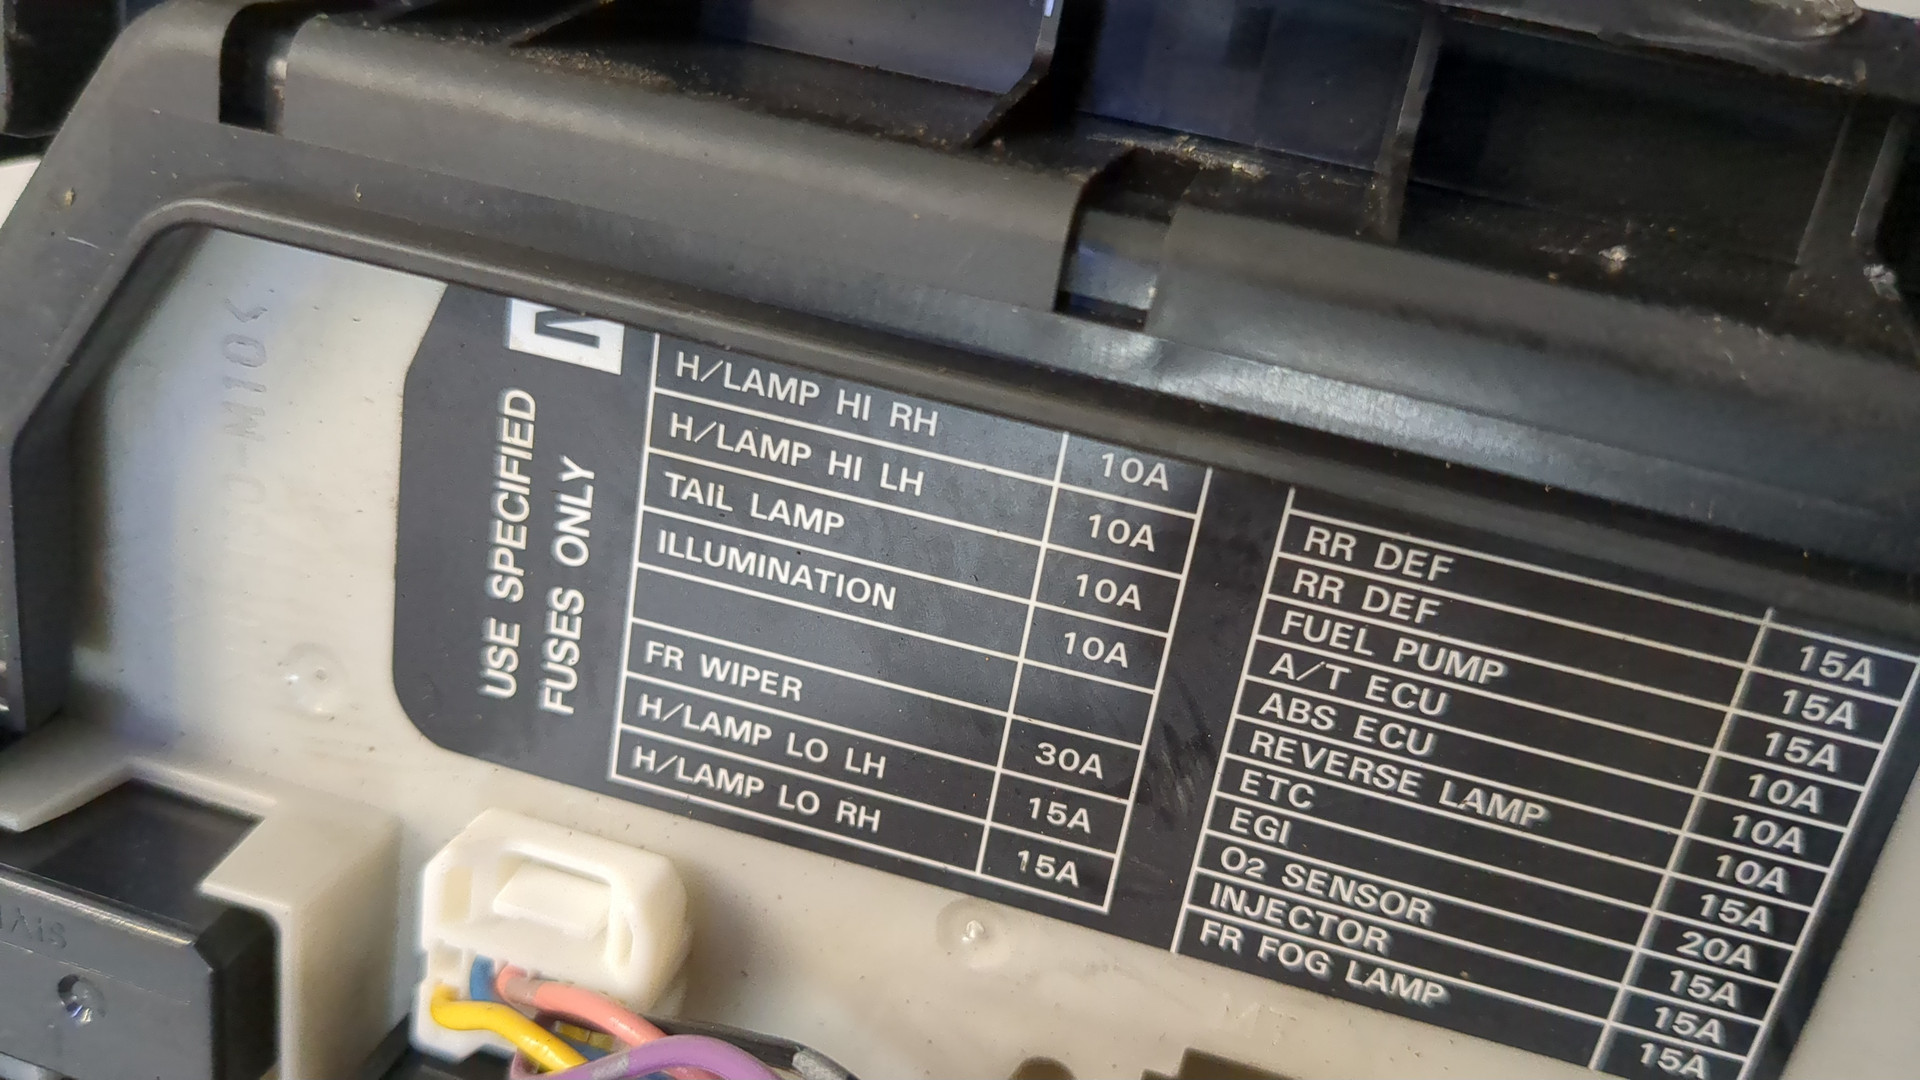 USE SPECIFIED
FUSES ONLY
H/LAMP HI RH 10A
H/LAMP HI LH 10A
TAIL LAMP 10A
ILLUMINATION 10A
FR WIPER 30A
H/LAMP LO LH 15A
H/LAMP LO RH 15A
RR DEF 15A
RR DEF 15A
FUEL PUMP 15A
A/T ECU 10A
ABS ECU 10A
REVERSE LAMP 10A
ETC 15A
EGI 20A
O2 SENSOR 15A
INJECTOR 15A
FR FOG LAMP 15A